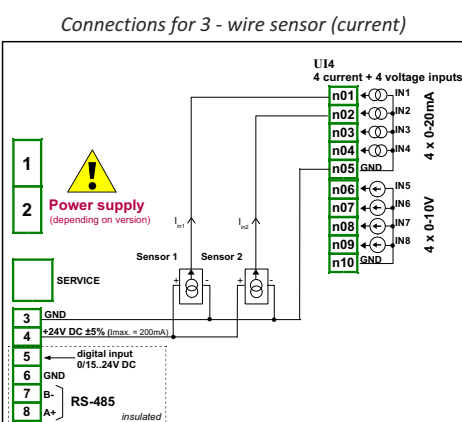 Connections for 3 - wire sensor (current)
UI4
4 current + 4 voltage inputs
n01 IN1
n02 IN2
n03 IN3
n04 IN4
n05 GND
4 x 0-20mA
n06 IN5
n07 IN6
n08 IN7
n09 IN8
n10 GND
4 x 0-10V
1
2
Power supply
(depending on version)
Iin1
Iin2
Sensor 1 Sensor 2
+ - + -
SERVICE
3 GND
4 +24V DC ±5% (Imax. = 200mA)
5 digital input
0/15..24V DC
6 GND
7 B-
8 A+
RS-485
insulated